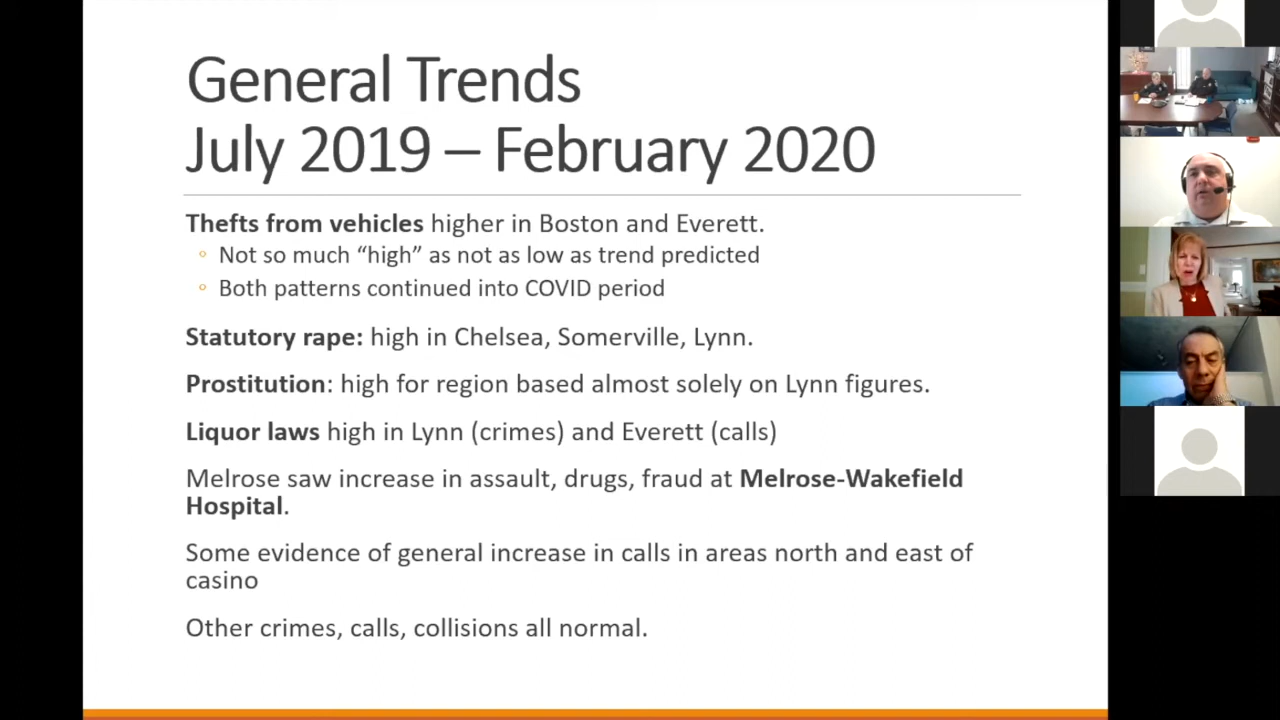 General Trends
July 2019 – February 2020
Thefts from vehicles higher in Boston and Everett.
◦ Not so much “high” as not as low as trend predicted
◦ Both patterns continued into COVID period
Statutory rape: high in Chelsea, Somerville, Lynn.
Prostitution: high for region based almost solely on Lynn figures.
Liquor laws high in Lynn (crimes) and Everett (calls)
Melrose saw increase in assault, drugs, fraud at Melrose-Wakefield
Hospital.
Some evidence of general increase in calls in areas north and east of
casino
Other crimes, calls, collisions all normal.